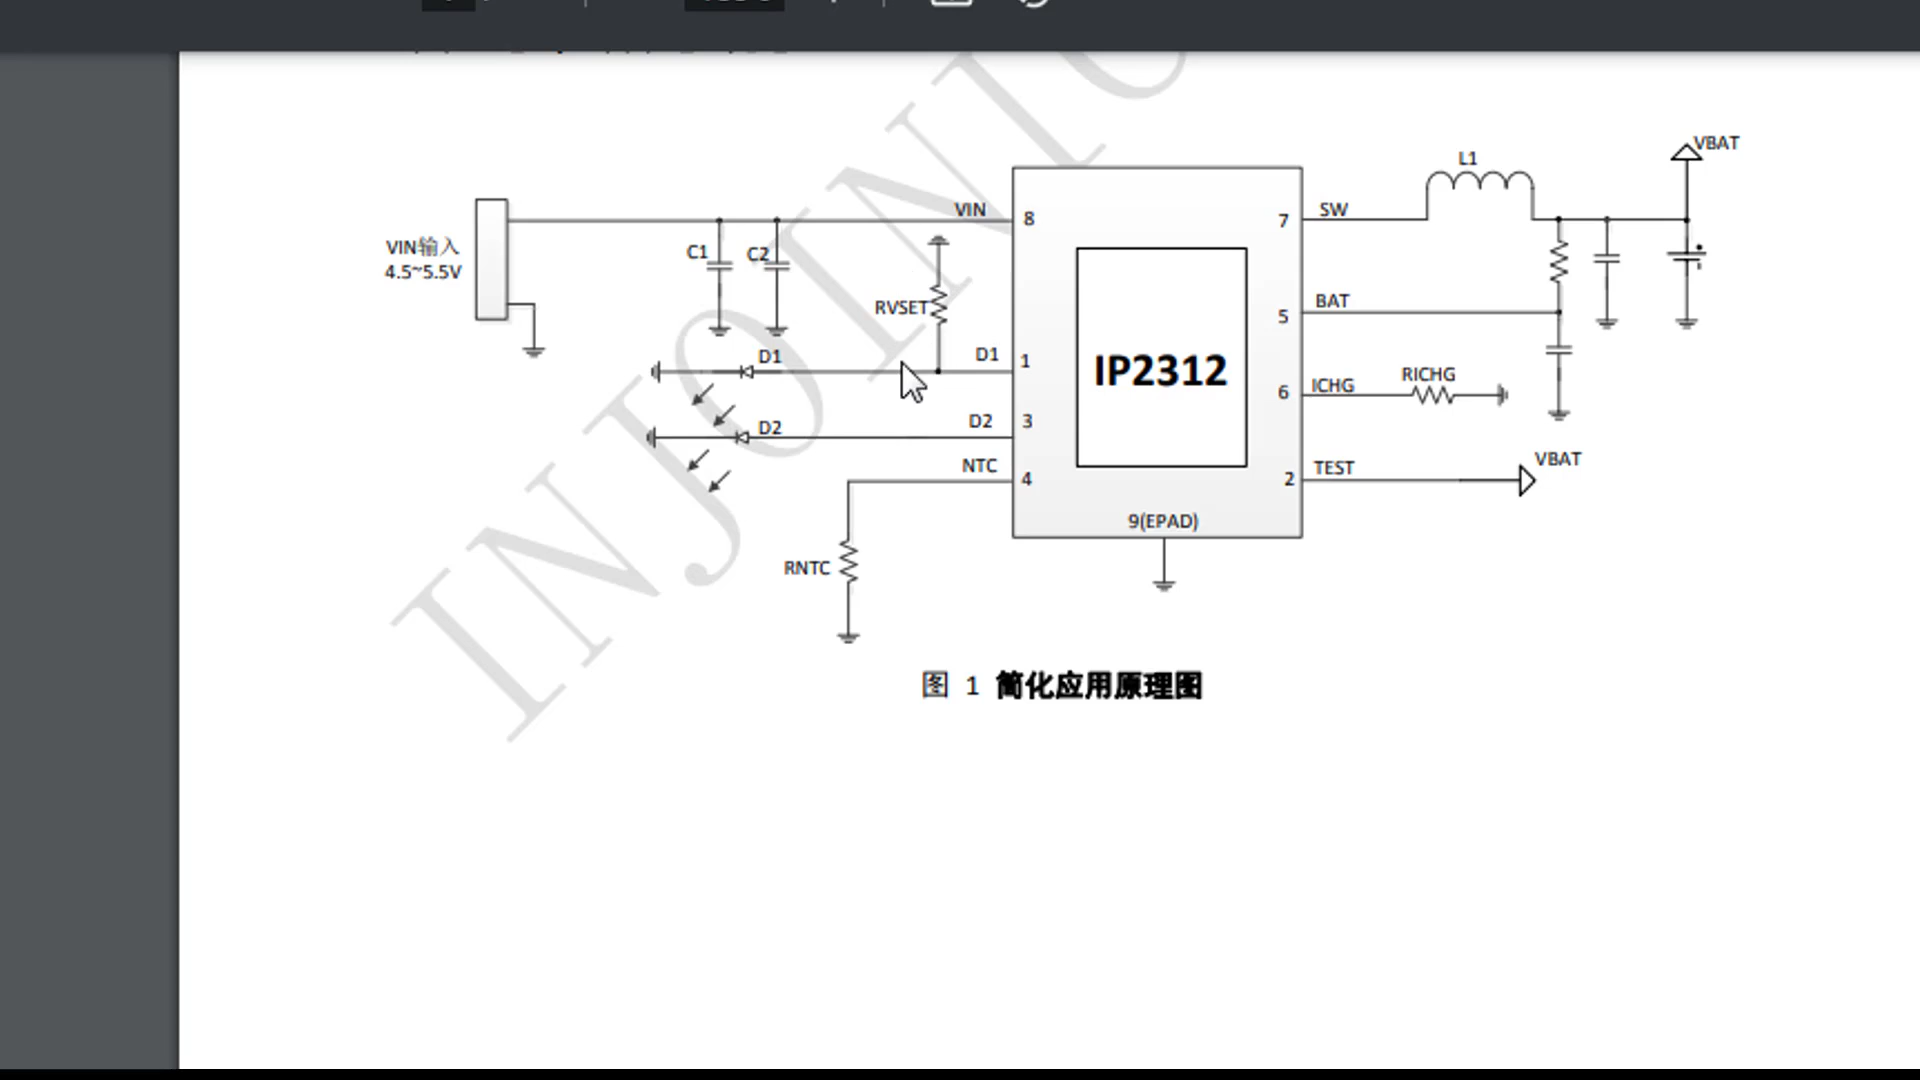 INJOINIC
VBAT
L1
VIN
8
7
SW
VIN输入
4.5~5.5V
C1
C2
RVSET
5
BAT
D1
D1
1
IP2312
6
ICHG
RICHG
D2
D2
3
NTC
4
2
TEST
VBAT
9(EPAD)
RNTC
图 1 简化应用原理图